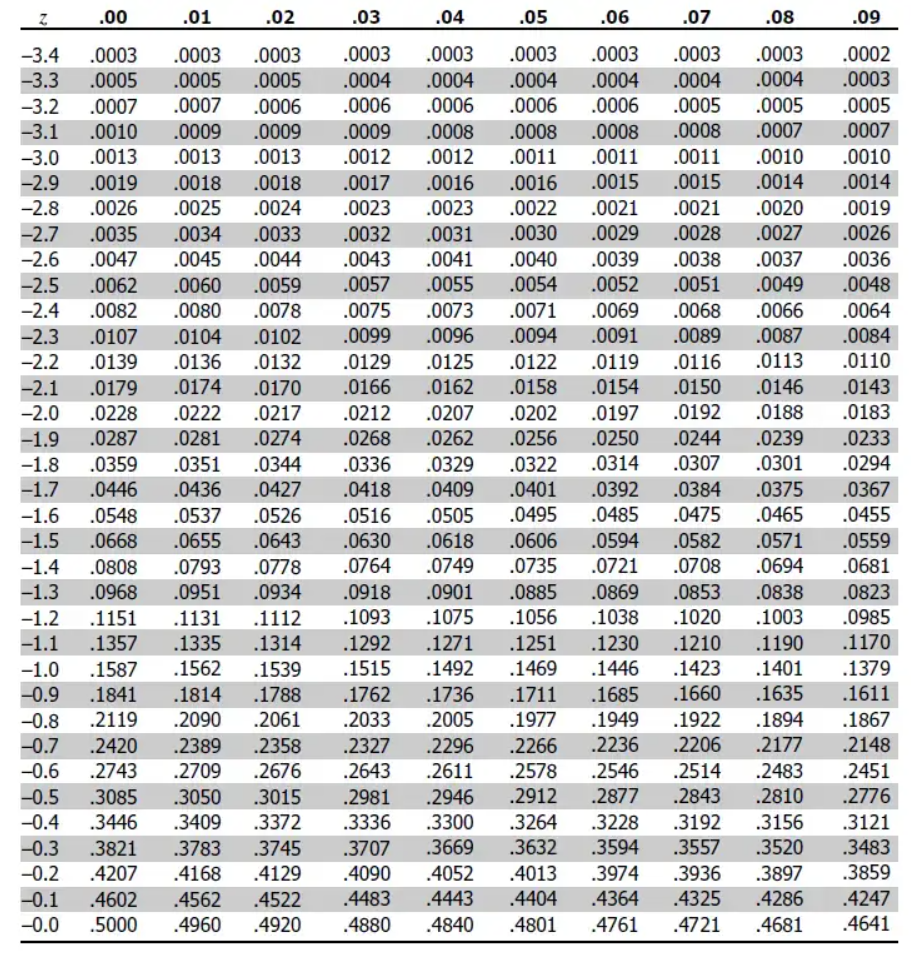 z .00 .01 .02 .03 .04 .05 .06 .07 .08 .09
–3.4 .0003 .0003 .0003 .0003 .0003 .0003 .0003 .0003 .0003 .0002
–3.3 .0005 .0005 .0005 .0004 .0004 .0004 .0004 .0004 .0004 .0003
–3.2 .0007 .0007 .0006 .0006 .0006 .0006 .0006 .0005 .0005 .0005
–3.1 .0010 .0009 .0009 .0009 .0008 .0008 .0008 .0008 .0007 .0007
–3.0 .0013 .0013 .0013 .0012 .0012 .0011 .0011 .0011 .0010 .0010
–2.9 .0019 .0018 .0018 .0017 .0016 .0016 .0015 .0015 .0014 .0014
–2.8 .0026 .0025 .0024 .0023 .0023 .0022 .0021 .0021 .0020 .0019
–2.7 .0035 .0034 .0033 .0032 .0031 .0030 .0029 .0028 .0027 .0026
–2.6 .0047 .0045 .0044 .0043 .0041 .0040 .0039 .0038 .0037 .0036
–2.5 .0062 .0060 .0059 .0057 .0055 .0054 .0052 .0051 .0049 .0048
–2.4 .0082 .0080 .0078 .0075 .0073 .0071 .0069 .0068 .0066 .0064
–2.3 .0107 .0104 .0102 .0099 .0096 .0094 .0091 .0089 .0087 .0084
–2.2 .0139 .0136 .0132 .0129 .0125 .0122 .0119 .0116 .0113 .0110
–2.1 .0179 .0174 .0170 .0166 .0162 .0158 .0154 .0150 .0146 .0143
–2.0 .0228 .0222 .0217 .0212 .0207 .0202 .0197 .0192 .0188 .0183
–1.9 .0287 .0281 .0274 .0268 .0262 .0256 .0250 .0244 .0239 .0233
–1.8 .0359 .0351 .0344 .0336 .0329 .0322 .0314 .0307 .0301 .0294
–1.7 .0446 .0436 .0427 .0418 .0409 .0401 .0392 .0384 .0375 .0367
–1.6 .0548 .0537 .0526 .0516 .0505 .0495 .0485 .0475 .0465 .0455
–1.5 .0668 .0655 .0643 .0630 .0618 .0606 .0594 .0582 .0571 .0559
–1.4 .0808 .0793 .0778 .0764 .0749 .0735 .0721 .0708 .0694 .0681
–1.3 .0968 .0951 .0934 .0918 .0901 .0885 .0869 .0853 .0838 .0823
–1.2 .1151 .1131 .1112 .1093 .1075 .1056 .1038 .1020 .1003 .0985
–1.1 .1357 .1335 .1314 .1292 .1271 .1251 .1230 .1210 .1190 .1170
–1.0 .1587 .1562 .1539 .1515 .1492 .1469 .1446 .1423 .1401 .1379
–0.9 .1841 .1814 .1788 .1762 .1736 .1711 .1685 .1660 .1635 .1611
–0.8 .2119 .2090 .2061 .2033 .2005 .1977 .1949 .1922 .1894 .1867
–0.7 .2420 .2389 .2358 .2327 .2296 .2266 .2236 .2206 .2177 .2148
–0.6 .2743 .2709 .2676 .2643 .2611 .2578 .2546 .2514 .2483 .2451
–0.5 .3085 .3050 .3015 .2981 .2946 .2912 .2877 .2843 .2810 .2776
–0.4 .3446 .3409 .3372 .3336 .3300 .3264 .3228 .3192 .3156 .3121
–0.3 .3821 .3783 .3745 .3707 .3669 .3632 .3594 .3557 .3520 .3483
–0.2 .4207 .4168 .4129 .4090 .4052 .4013 .3974 .3936 .3897 .3859
–0.1 .4602 .4562 .4522 .4483 .4443 .4404 .4364 .4325 .4286 .4247
–0.0 .5000 .4960 .4920 .4880 .4840 .4801 .4761 .4721 .4681 .4641